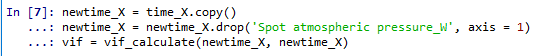 In [7]: newtime_X = time_X.copy()
...: newtime_X = newtime_X.drop('Spot atmospheric pressure_W', axis = 1)
...: vif = vif_calculate(newtime_X, newtime_X)